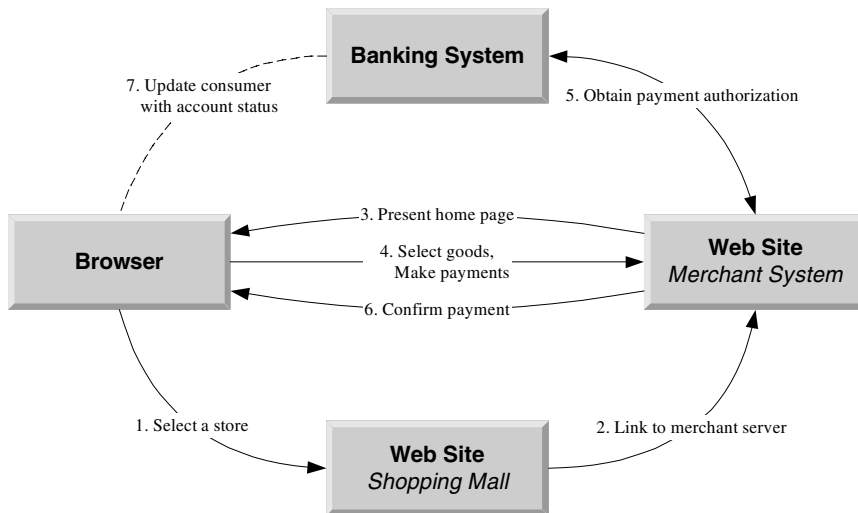 Banking System
7. Update consumer
with account status
5. Obtain payment authorization
3. Present home page
Browser
4. Select goods,
Make payments
Web Site
Merchant System
6. Confirm payment
1. Select a store
2. Link to merchant server
Web Site
Shopping Mall